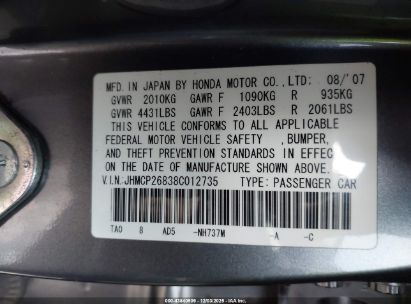 MFD. IN JAPAN BY HONDA MOTOR CO.,LTD: 08/'07
GVWR 2010KG GAWR F 1090KG R 935KG
GVWR 4431LBS GAWR F 2403LBS R 2061LBS
THIS VEHICLE CONFORMS TO ALL APPLICABLE
FEDERAL MOTOR VEHICLE SAFETY ,BUMPER,
AND THEFT PREVENTION STANDARDS IN EFFECT
ON THE DATE OF MANUFACTURE SHOWN ABOVE.
V.I.N:JHMCP26838C012735 TYPE: PASSENGER CAR
TA0 8 AD5 -NH737M -A -C